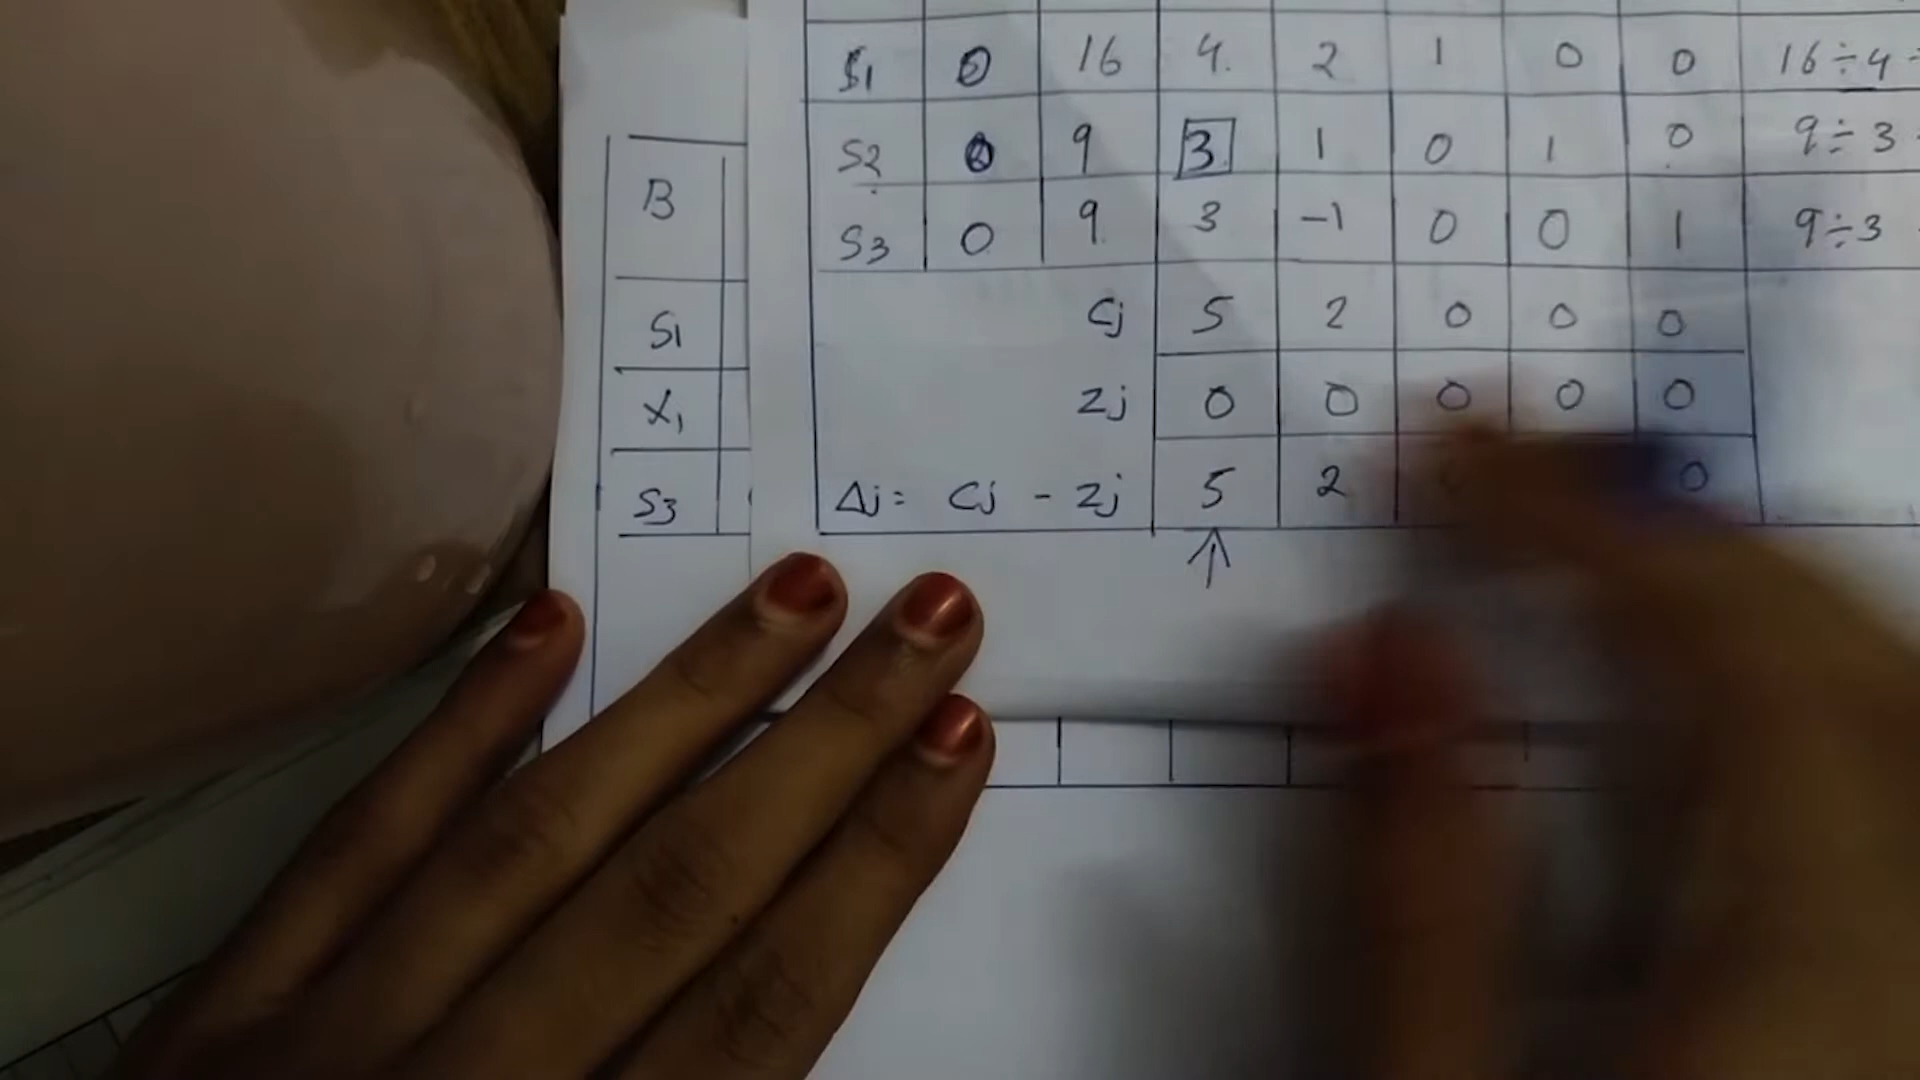 S1 0 16 4 2 1 0 0 16÷4
S2 0 9 3 1 0 1 0 9÷3
S3 0 9 3 -1 0 0 1 9÷3
Cj 5 2 0 0 0
Zj 0 0 0 0 0
Δj= Cj - Zj 5 2 0
B
S1
X1
S3